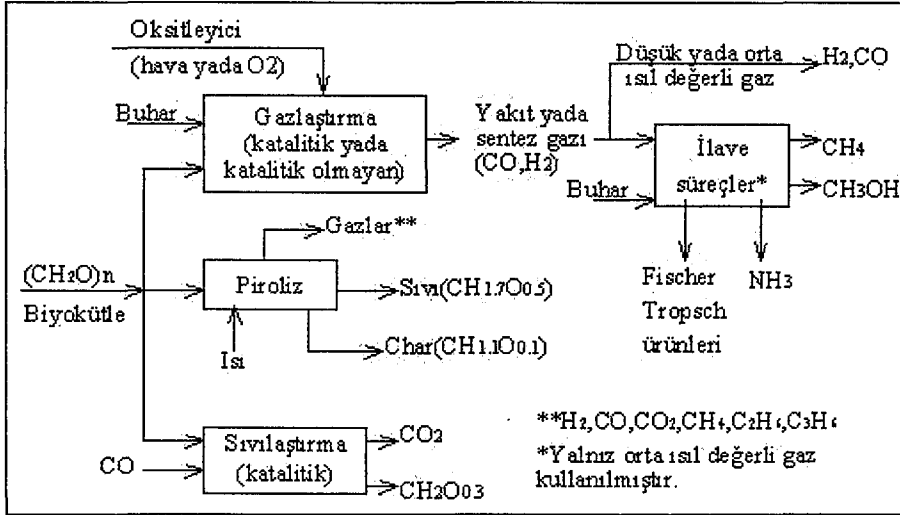 Oksitleyici
(hava yada O2)
Buhar
Gazlaştırma
(katalitik yada
katalitik olmayan)
Yakıt yada
sentez gazı
(CO,H2)
Düşük yada orta
ısıl değerli gaz
H2,CO
Buhar
İlave
süreçler*
CH4
CH3OH
Fischer
Tropsch
ürünleri
NH3
(CH2O)n
Biyokütle
Gazlar**
Piroliz
Isı
Sıvı(CH1.7O0.5)
Char(CH1.1O0.1)
CO
Sıvılaştırma
(katalitik)
CO2
CH2O0.3
**H2,CO,CO2,CH4,C2H6,C3H6
*Yalnız orta ısıl değerli gaz
kullanılmıştır.